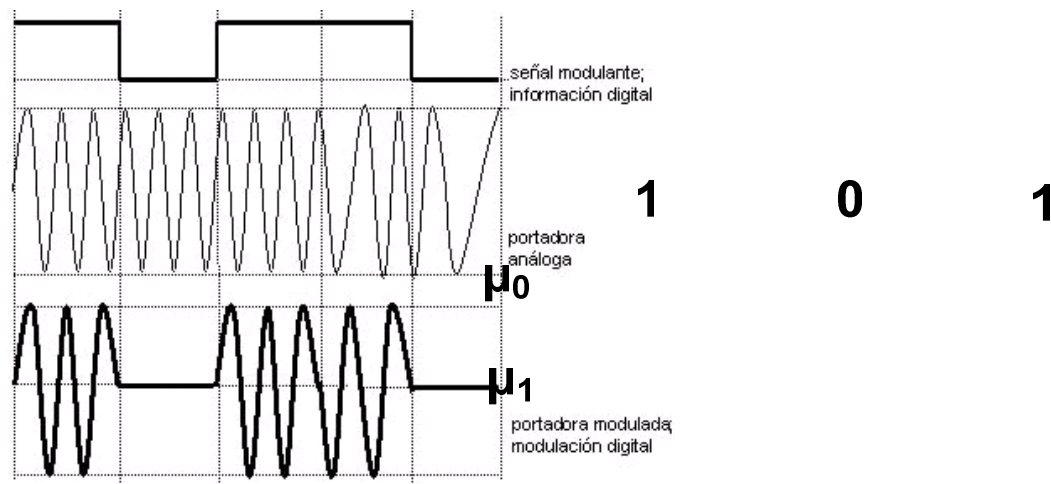 señal modulante;
información digital
1 0 1
portadora
análoga
μ0
μ1
portadora modulada;
modulación digital